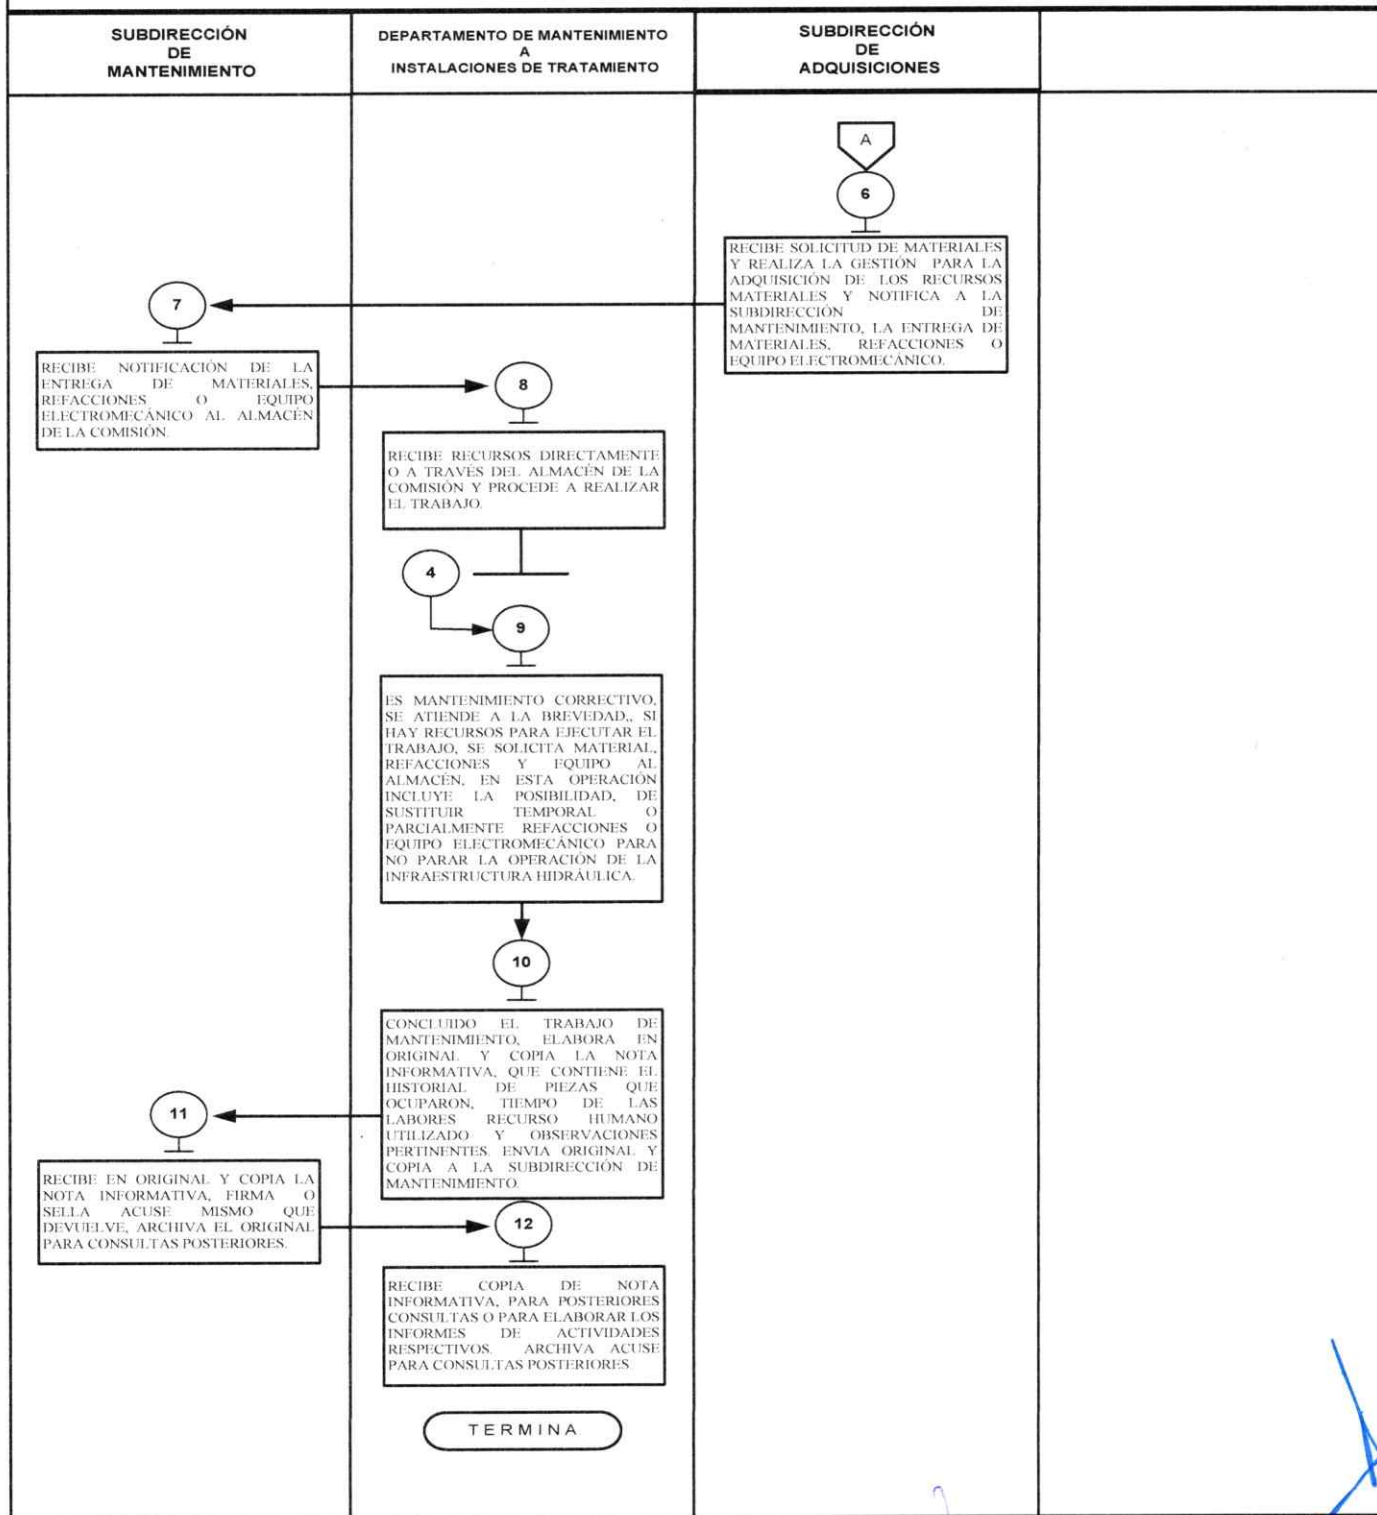 SUBDIRECCIÓN
DE
MANTENIMIENTO
DEPARTAMENTO DE MANTENIMIENTO
A
INSTALACIONES DE TRATAMIENTO
SUBDIRECCIÓN
DE
ADQUISICIONES
A
6
RECIBE SOLICITUD DE MATERIALES
Y REALIZA LA GESTIÓN PARA LA
ADQUISICIÓN DE LOS RECURSOS
MATERIALES Y NOTIFICA A LA
SUBDIRECCIÓN DE
MANTENIMIENTO, LA ENTREGA DE
MATERIALES, REFACCIONES O
EQUIPO ELECTROMECÁNICO.
7
RECIBE NOTIFICACIÓN DE LA
ENTREGA DE MATERIALES,
REFACCIONES O EQUIPO
ELECTROMECÁNICO AL ALMACÉN
DE LA COMISIÓN.
8
RECIBE RECURSOS DIRECTAMENTE
O A TRAVÉS DEL ALMACÉN DE LA
COMISIÓN Y PROCEDE A REALIZAR
EL TRABAJO.
4
9
ES MANTENIMIENTO CORRECTIVO,
SE ATIENDE A LA BREVEDAD,, SI
HAY RECURSOS PARA EJECUTAR EL
TRABAJO, SE SOLICITA MATERIAL,
REFACCIONES Y EQUIPO AL
ALMACÉN, EN ESTA OPERACIÓN
INCLUYE LA POSIBILIDAD, DE
SUSTITUIR TEMPORAL O
PARCIALMENTE REFACCIONES O
EQUIPO ELECTROMECÁNICO PARA
NO PARAR LA OPERACIÓN DE LA
INFRAESTRUCTURA HIDRÁULICA.
10
CONCLUIDO EL TRABAJO DE
MANTENIMIENTO, ELABORA EN
ORIGINAL Y COPIA LA NOTA
INFORMATIVA, QUE CONTIENE EL
HISTORIAL DE PIEZAS QUE
OCUPARON, TIEMPO DE LAS
LABORES RECURSO HUMANO
UTILIZADO Y OBSERVACIONES
PERTINENTES. ENVIA ORIGINAL Y
COPIA A LA SUBDIRECCIÓN DE
MANTENIMIENTO.
11
RECIBE EN ORIGINAL Y COPIA LA
NOTA INFORMATIVA, FIRMA O
SELLA ACUSE MISMO QUE
DEVUELVE, ARCHIVA EL ORIGINAL
PARA CONSULTAS POSTERIORES.
12
RECIBE COPIA DE NOTA
INFORMATIVA, PARA POSTERIORES
CONSULTAS O PARA ELABORAR LOS
INFORMES DE ACTIVIDADES
RESPECTIVOS. ARCHIVA ACUSE
PARA CONSULTAS POSTERIORES
TERMINA